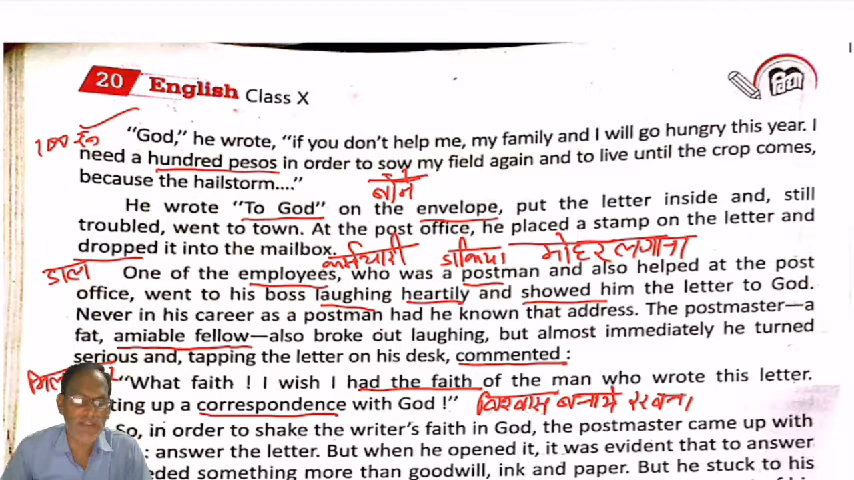 20 English Class X
विद्या
100 रु०
"God," he wrote, "if you don't help me, my family and I will go hungry this year. I
need a hundred pesos in order to sow my field again and to live until the crop comes,
because the hailstorm...."
बोने
He wrote "To God" on the envelope, put the letter inside and, still
troubled, went to town. At the post office, he placed a stamp on the letter and
dropped it into the mailbox.
कर्मचारी डाकिया मोहर लगाना
डाले
One of the employees, who was a postman and also helped at the post
office, went to his boss laughing heartily and showed him the letter to God.
Never in his career as a postman had he known that address. The postmaster—a
fat, amiable fellow—also broke out laughing, but almost immediately he turned
serious and, tapping the letter on his desk, commented :
"What faith ! I wish I had the faith of the man who wrote this letter.
ting up a correspondence with God !"
विश्वास बनाये रखना
So, in order to shake the writer's faith in God, the postmaster came up with
: answer the letter. But when he opened it, it was evident that to answer
eded something more than goodwill, ink and paper. But he stuck to his